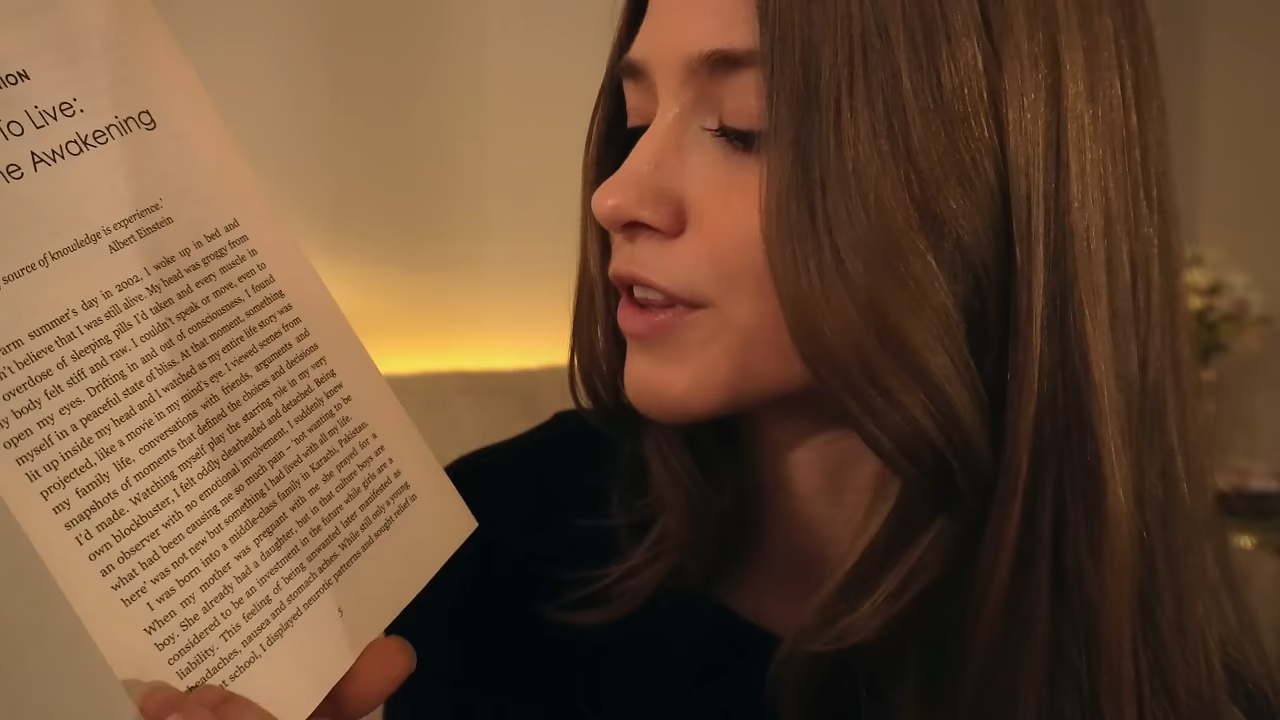 ION
To Live:
he Awakening
source of knowledge is experience.'
Albert Einstein
arm summer's day in 2002, I woke up in bed and
n't believe that I was still alive. My head was groggy from
overdose of sleeping pills I'd taken and every muscle in
y body felt stiff and raw. I couldn't speak or move, even to
open my eyes. Drifting in and out of consciousness, I found
myself in a peaceful state of bliss. At that moment, something
lit up inside my head and I watched as my entire life story was
projected, like a movie in my mind's eye. I viewed scenes from
my family life, conversations with friends, arguments and
snapshots of moments that defined the choices and decisions
I'd made. Watching myself play the starring role in my very
own blockbuster, I felt oddly clearheaded and detached. Being
an observer with no emotional involvement, I suddenly knew
what had been causing me so much pain – 'not wanting to be
here' was not new but something I had lived with all my life.
I was born into a middle-class family in Karachi, Pakistan.
When my mother was pregnant with me she prayed for a
boy. She already had a daughter, but in that culture boys are
considered to be an investment in the future while girls are a
liability. This feeling of being unwanted later manifested as
headaches, nausea and stomach aches. While still only a young
at school, I displayed neurotic patterns and sought relief in
5